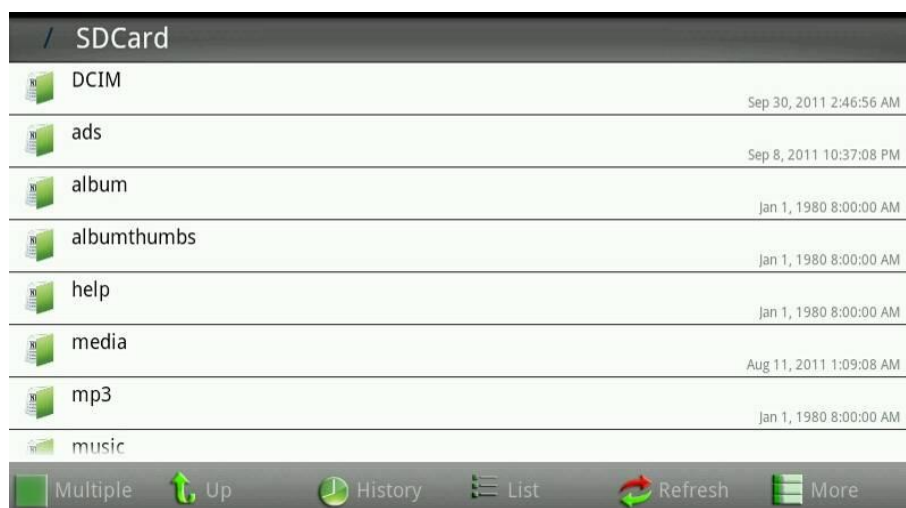 / SDCard
DCIM
Sep 30, 2011 2:46:56 AM
ads
Sep 8, 2011 10:37:08 PM
album
Jan 1, 1980 8:00:00 AM
albumthumbs
Jan 1, 1980 8:00:00 AM
help
Jan 1, 1980 8:00:00 AM
media
Aug 11, 2011 1:09:08 AM
mp3
Jan 1, 1980 8:00:00 AM
music
Multiple Up History List Refresh More